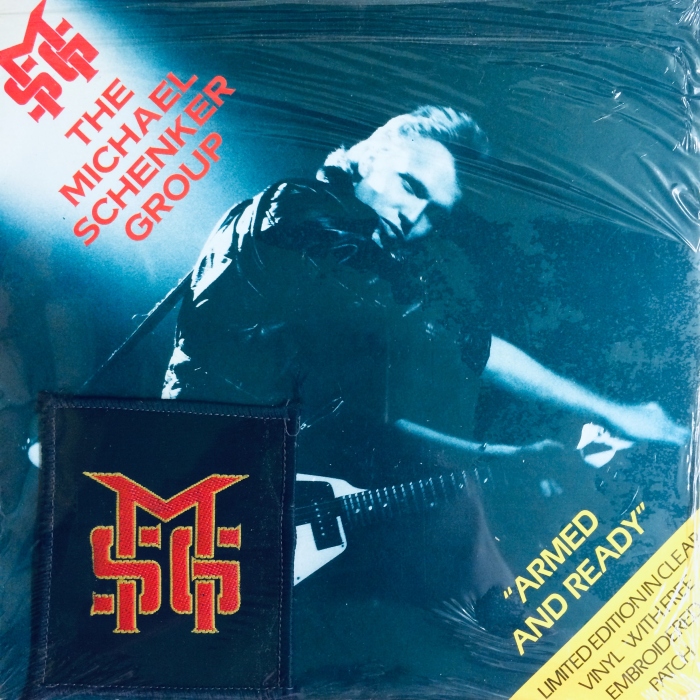 MSG
THE
MICHAEL
SCHENKER
GROUP
MSG
"ARMED
AND READY"
LIMITED EDITION IN CLEAR
VINYL WITH FREE
EMBROIDERED
PATCH